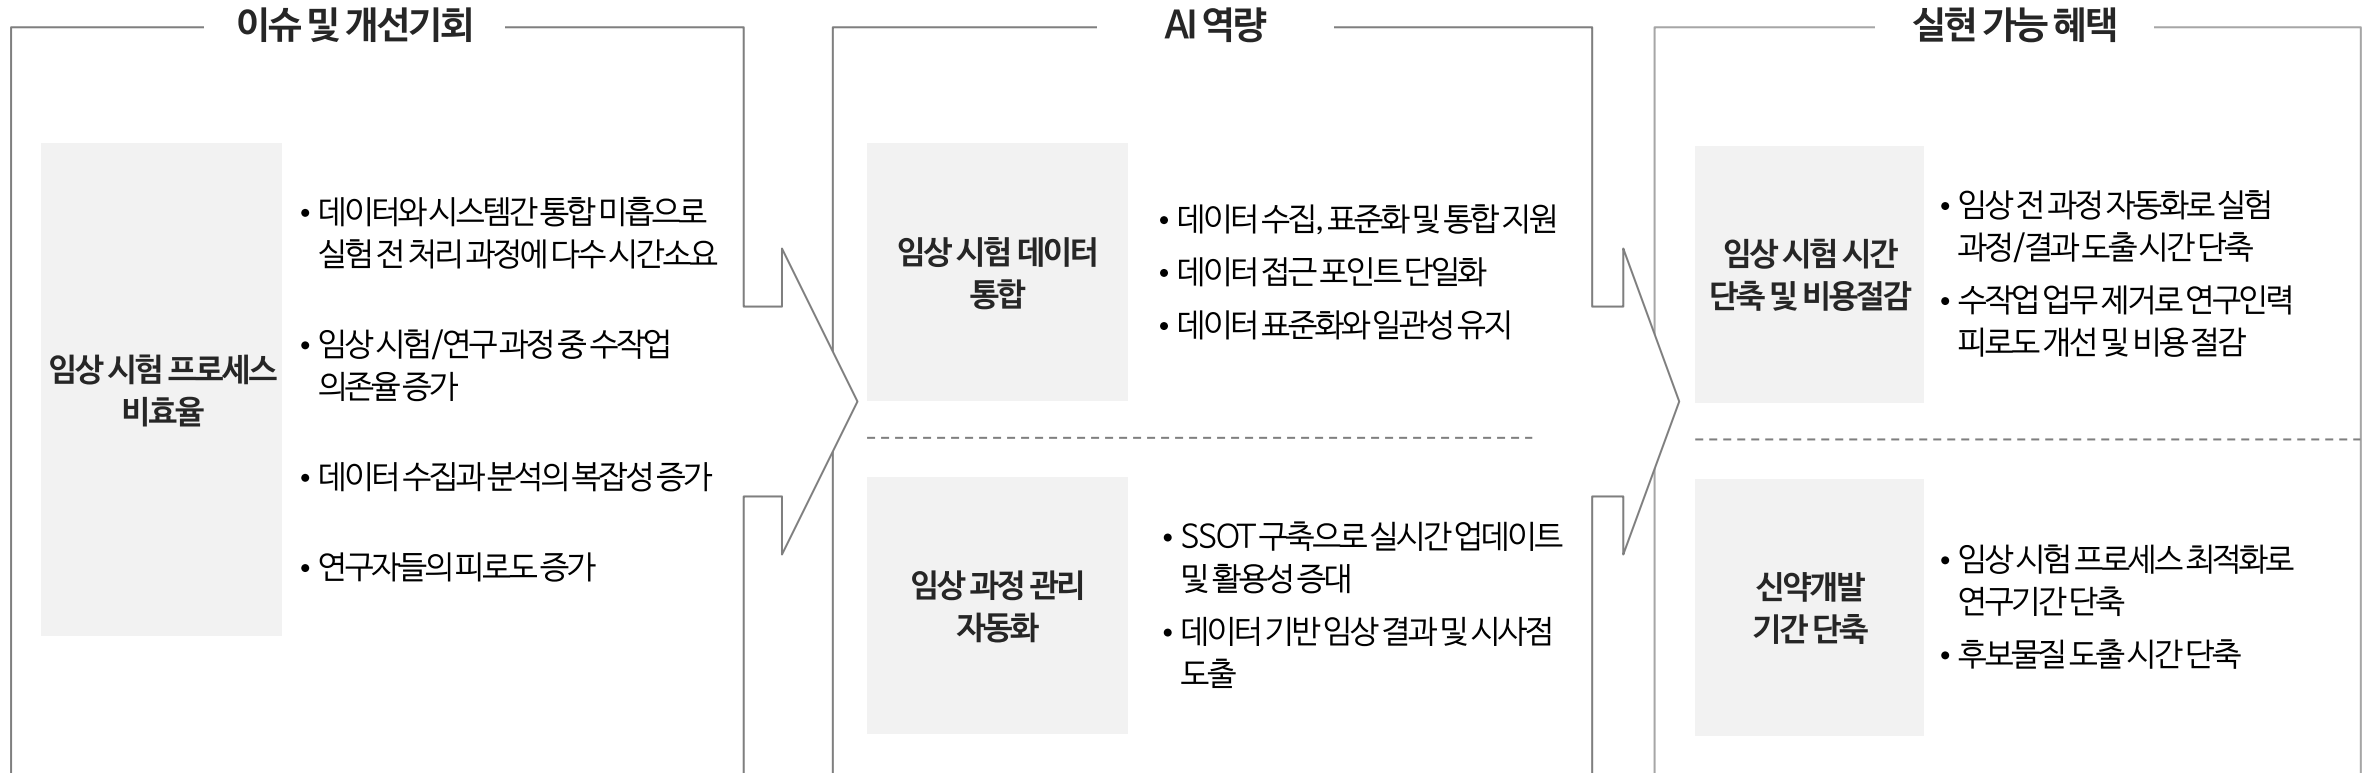 이슈 및 개선기회
임상 시험 프로세스
비효율
• 데이터와 시스템간 통합 미흡으로
실험 전 처리 과정에 다수 시간소요
• 임상 시험/연구 과정 중 수작업
의존율 증가
• 데이터 수집과 분석의 복잡성 증가
• 연구자들의 피로도 증가
AI 역량
임상 시험 데이터
통합
• 데이터 수집, 표준화 및 통합 지원
• 데이터 접근 포인트 단일화
• 데이터 표준화와 일관성 유지
임상 과정 관리
자동화
• SSOT 구축으로 실시간 업데이트
및 활용성 증대
• 데이터 기반 임상 결과 및 시사점
도출
실현 가능 혜택
임상 시험 시간
단축 및 비용절감
• 임상 전 과정 자동화로 실험
과정/결과 도출 시간 단축
• 수작업 업무 제거로 연구인력
피로도 개선 및 비용 절감
신약개발
기간 단축
• 임상 시험 프로세스 최적화로
연구기간 단축
• 후보물질 도출 시간 단축